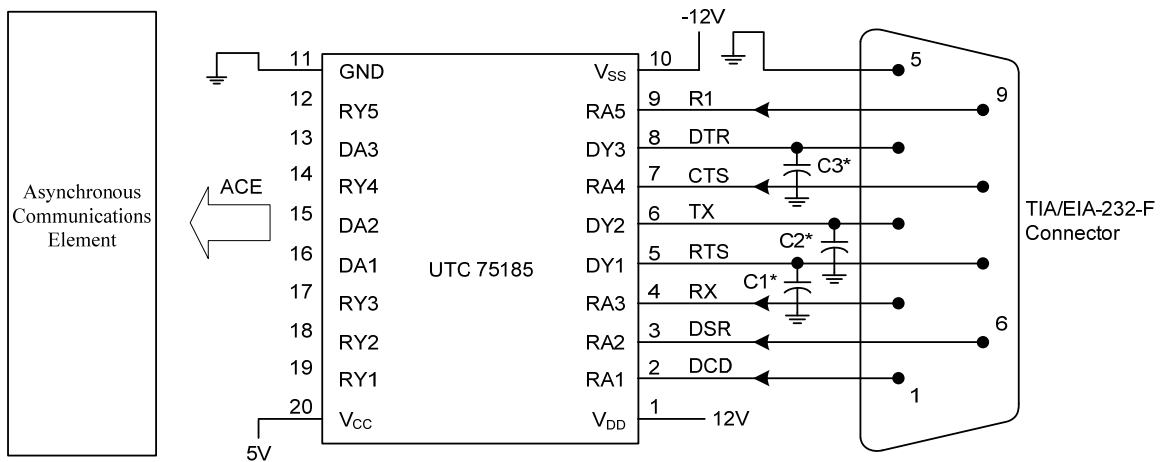 -12V
11 GND V_SS 10 5
12 RY5 RA5 9 R1 9
13 DA3 DY3 8 DTR
C3*
14 RY4 RA4 7 CTS
ACE
Asynchronous
Communications
Element
15 DA2 DY2 6 TX
TIA/EIA-232-F
Connector
C2*
16 DA1 DY1 5 RTS
UTC 75185
C1*
17 RY3 RA3 4 RX
18 RY2 RA2 3 DSR 6
19 RY1 RA1 2 DCD 1
20 V_CC V_DD 1 12V
5V